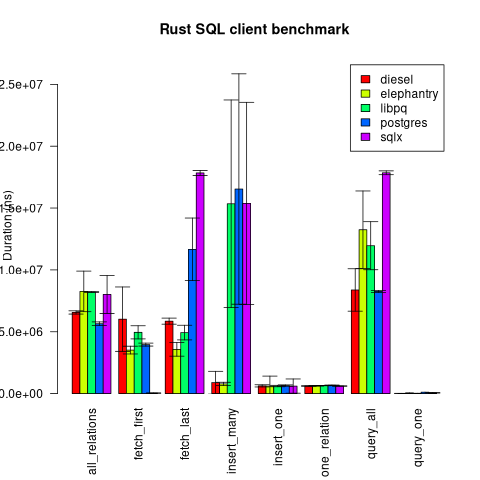 Rust SQL client benchmark
diesel
elephantry
libpq
postgres
sqlx
Duration (ns)
2.5e+07
2.0e+07
1.5e+07
1.0e+07
5.0e+06
0.0e+00
all_relations
fetch_first
fetch_last
insert_many
insert_one
one_relation
query_all
query_one